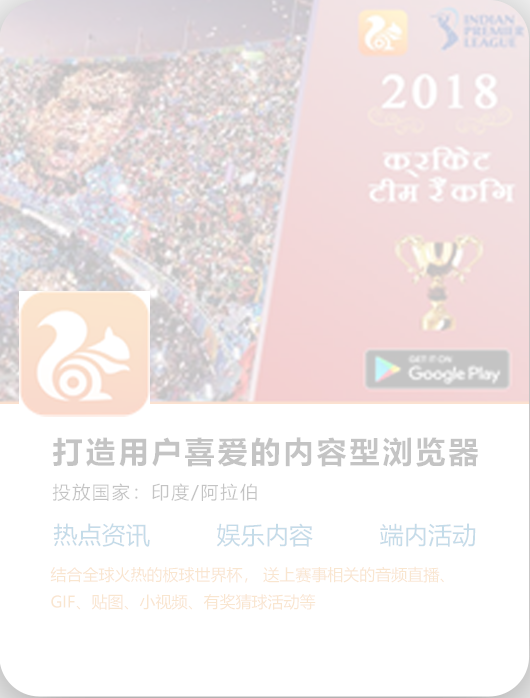 INDIAN
PREMIER
LEAGUE
2018
क्रिकेट
टीम रैंकिंग
GET IT ON
Google Play
打造用户喜爱的内容型浏览器
投放国家：印度/阿拉伯
热点资讯 娱乐内容 端内活动
结合全球火热的板球世界杯， 送上赛事相关的音频直播、
GIF、贴图、小视频、有奖猜球活动等